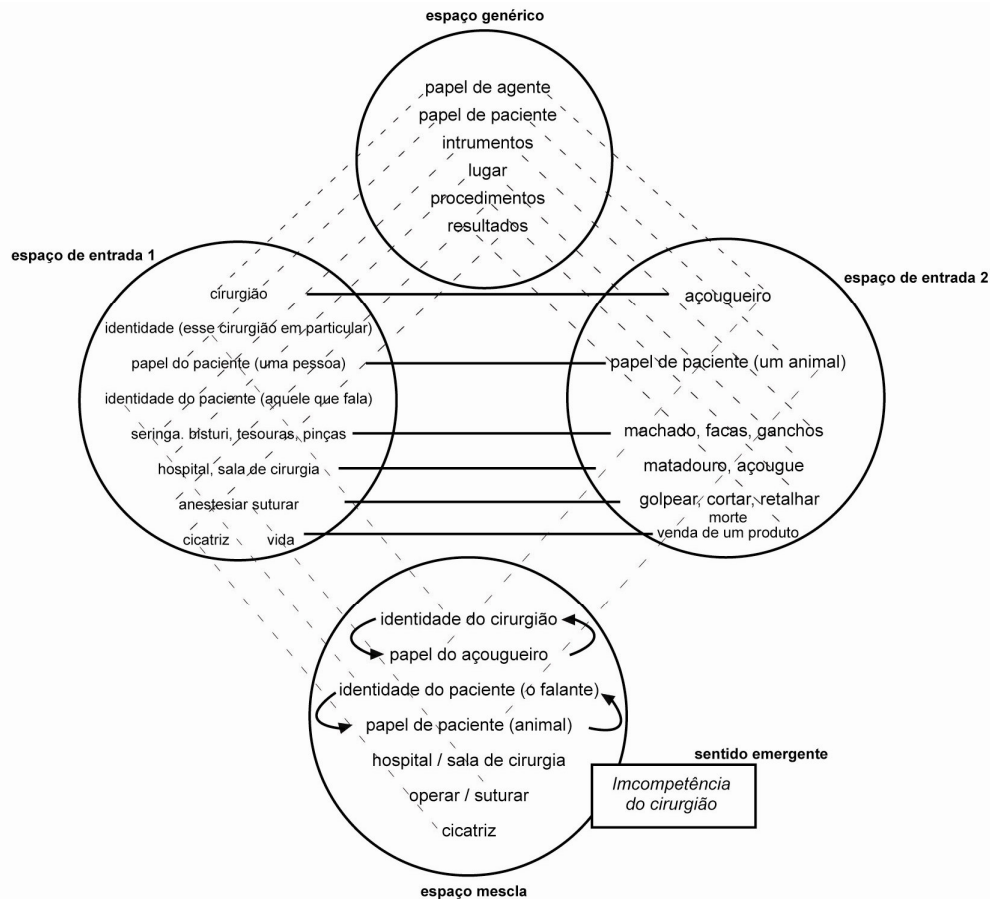 espaço genérico
papel de agente
papel de paciente
intrumentos
lugar
procedimentos
resultados
espaço de entrada 1
cirurgião
identidade (esse cirurgião em particular)
papel do paciente (uma pessoa)
identidade do paciente (aquele que fala)
seringa. bisturi, tesouras, pinças
hospital, sala de cirurgia
anestesiar suturar
cicatriz vida
espaço de entrada 2
açougueiro
papel de paciente (um animal)
machado, facas, ganchos
matadouro, açougue
golpear, cortar, retalhar
morte
venda de um produto
identidade do cirurgião
papel do açougueiro
identidade do paciente (o falante)
papel de paciente (animal)
hospital / sala de cirurgia
operar / suturar
cicatriz
espaço mescla
sentido emergente
Imcompetência
do cirurgião